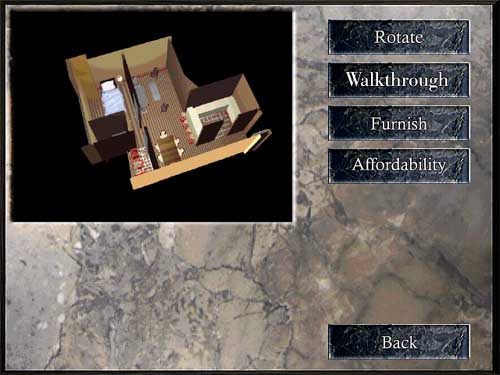 Rotate
Walkthrough
Furnish
Affordability
Back